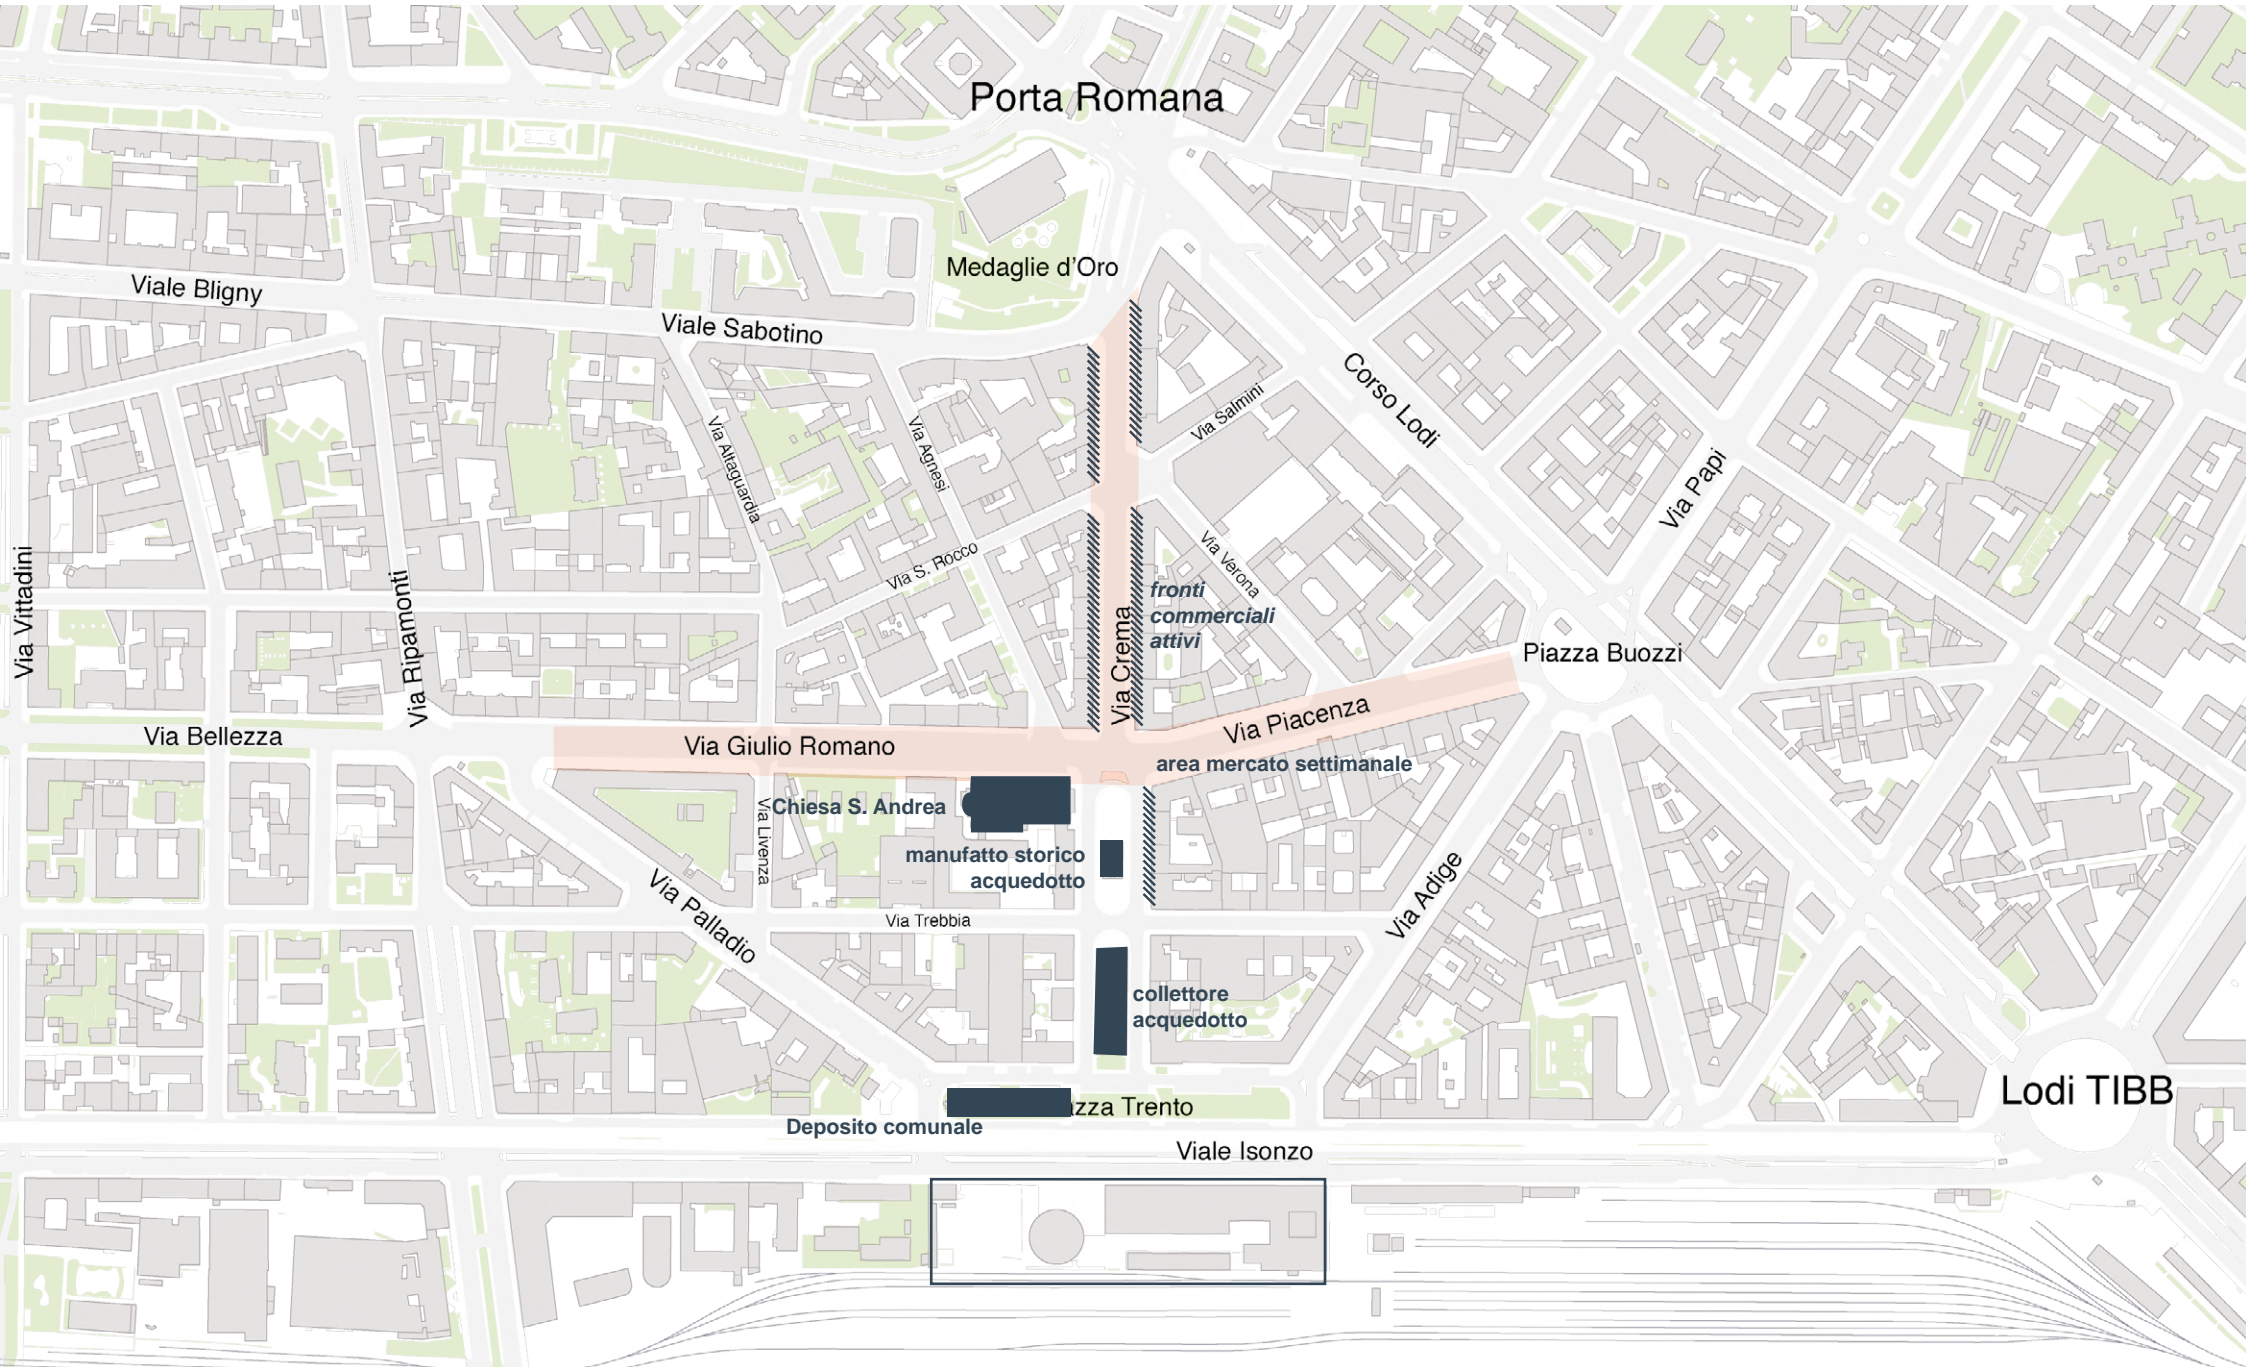 Porta Romana
Medaglie d'Oro
Viale Bligny
Viale Sabotino
Corso Lodi
Via Salmini
Via Altaguardia
Via Agnesi
Via Papi
Via S. Rocco
Via Verona
Via Vittadini
Via Ripamonti
fronti
commerciali
attivi
Via Crema
Piazza Buozzi
Via Bellezza
Via Giulio Romano
Via Piacenza
area mercato settimanale
Chiesa S. Andrea
Via Livenza
manufatto storico
acquedotto
Via Palladio
Via Trebbia
Via Adige
collettore
acquedotto
Lodi TIBB
azza Trento
Deposito comunale
Viale Isonzo